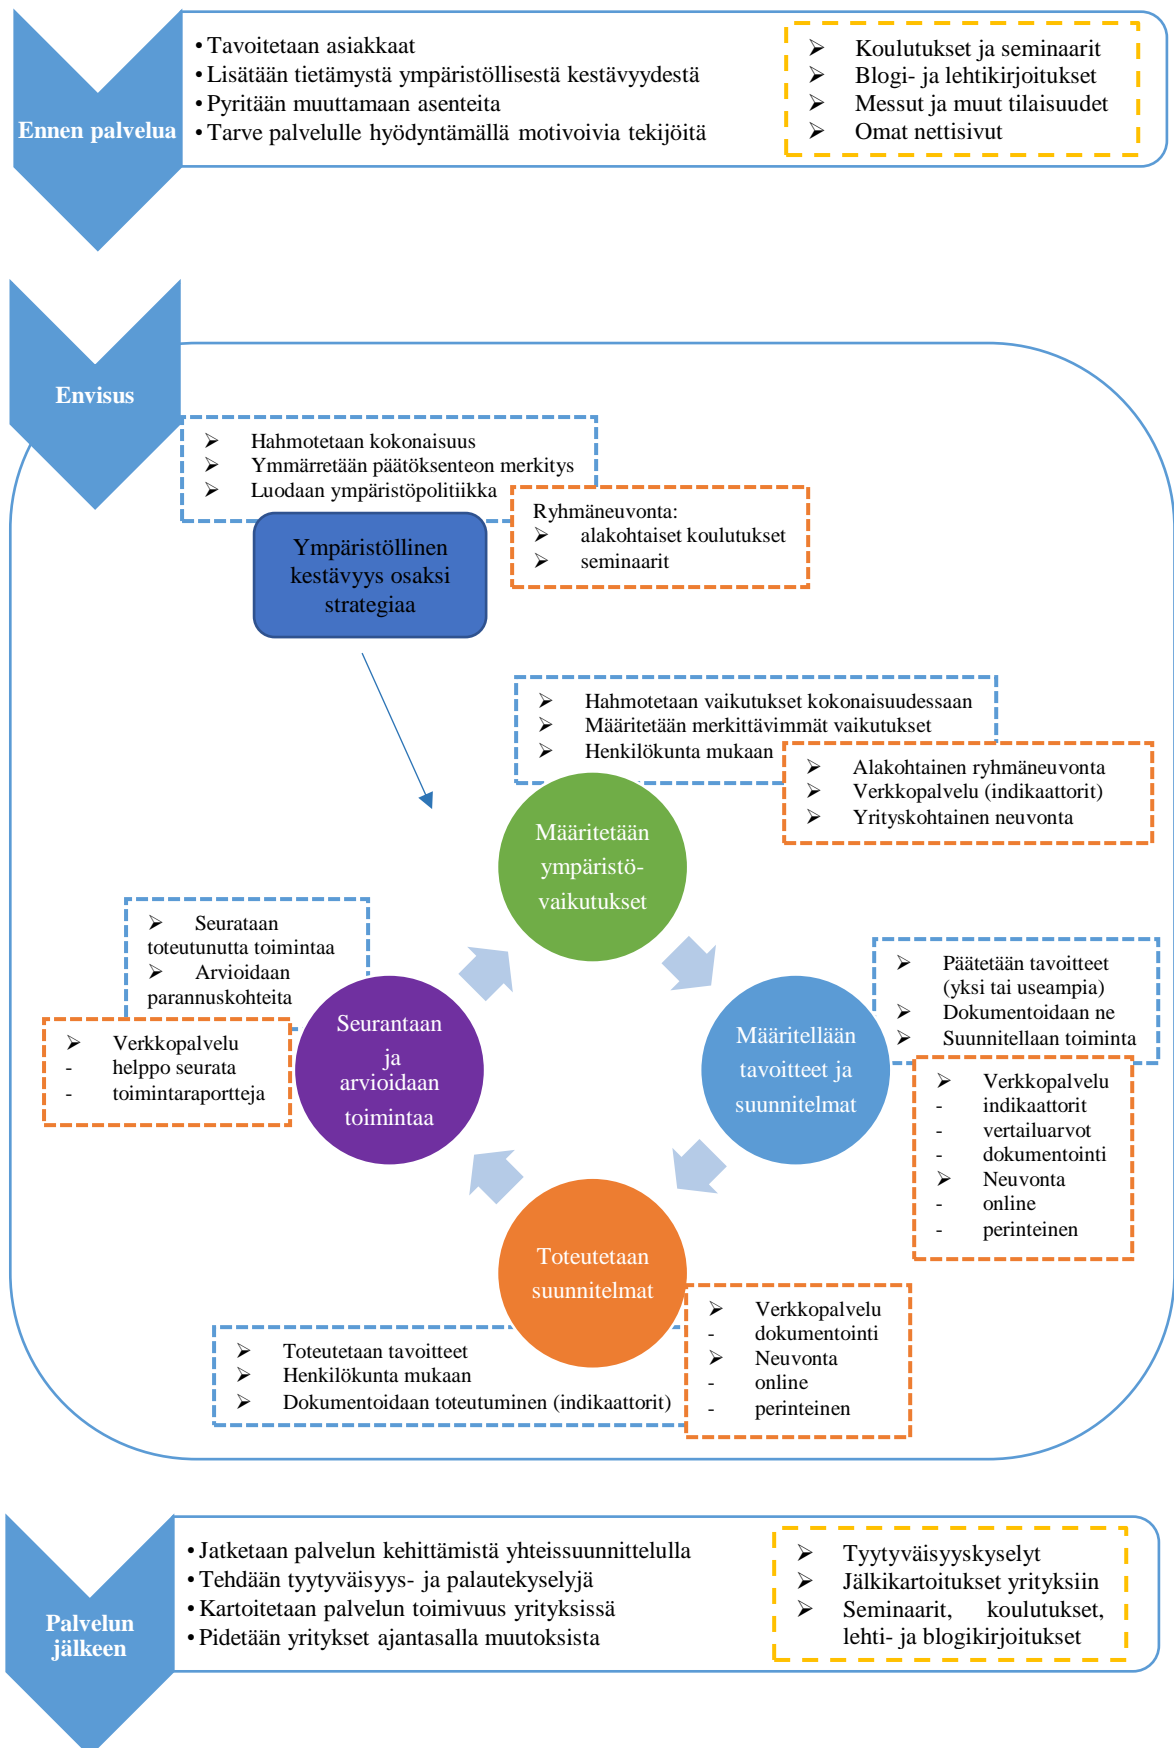 Ennen palvelua
• Tavoitetaan asiakkaat
• Lisätään tietämystä ympäristöllisestä kestävyydestä
• Pyritään muuttamaan asenteita
• Tarve palvelulle hyödyntämällä motivoivia tekijöitä
➢ Koulutukset ja seminaarit
➢ Blogi- ja lehtikirjoitukset
➢ Messut ja muut tilaisuudet
➢ Omat nettisivut
Envisus
➢ Hahmotetaan kokonaisuus
➢ Ymmärretään päätöksenteon merkitys
➢ Luodaan ympäristöpolitiikka
Ryhmäneuvonta:
➢ alakohtaiset koulutukset
➢ seminaarit
Ympäristöllinen
kestävyys osaksi
strategiaa
➢ Hahmotetaan vaikutukset kokonaisuudessaan
➢ Määritetään merkittävimmät vaikutukset
➢ Henkilökunta mukaan
➢ Alakohtainen ryhmäneuvonta
➢ Verkkopalvelu (indikaattorit)
➢ Yrityskohtainen neuvonta
Määritetään
ympäristö-
vaikutukset
➢ Seurataan
toteutunutta toimintaa
➢ Arvioidaan
parannuskohteita
➢ Verkkopalvelu
- helppo seurata
- toimintaraportteja
Seurantaan
ja
arvioidaan
toimintaa
Määritellään
tavoitteet ja
suunnitelmat
➢ Päätetään tavoitteet
(yksi tai useampia)
➢ Dokumentoidaan ne
➢ Suunnitellaan toiminta
➢ Verkkopalvelu
- indikaattorit
- vertailuarvot
- dokumentointi
➢ Neuvonta
- online
- perinteinen
Toteutetaan
suunnitelmat
➢ Toteutetaan tavoitteet
➢ Henkilökunta mukaan
➢ Dokumentoidaan toteutuminen (indikaattorit)
➢ Verkkopalvelu
- dokumentointi
➢ Neuvonta
- online
- perinteinen
Palvelun
jälkeen
• Jatketaan palvelun kehittämistä yhteissuunnittelulla
• Tehdään tyytyväisyys- ja palautekyselyjä
• Kartoitetaan palvelun toimivuus yrityksissä
• Pidetään yritykset ajantasalla muutoksista
➢ Tyytyväisyyskyselyt
➢ Jälkikartoitukset yrityksiin
➢ Seminaarit, koulutukset,
lehti- ja blogikirjoitukset